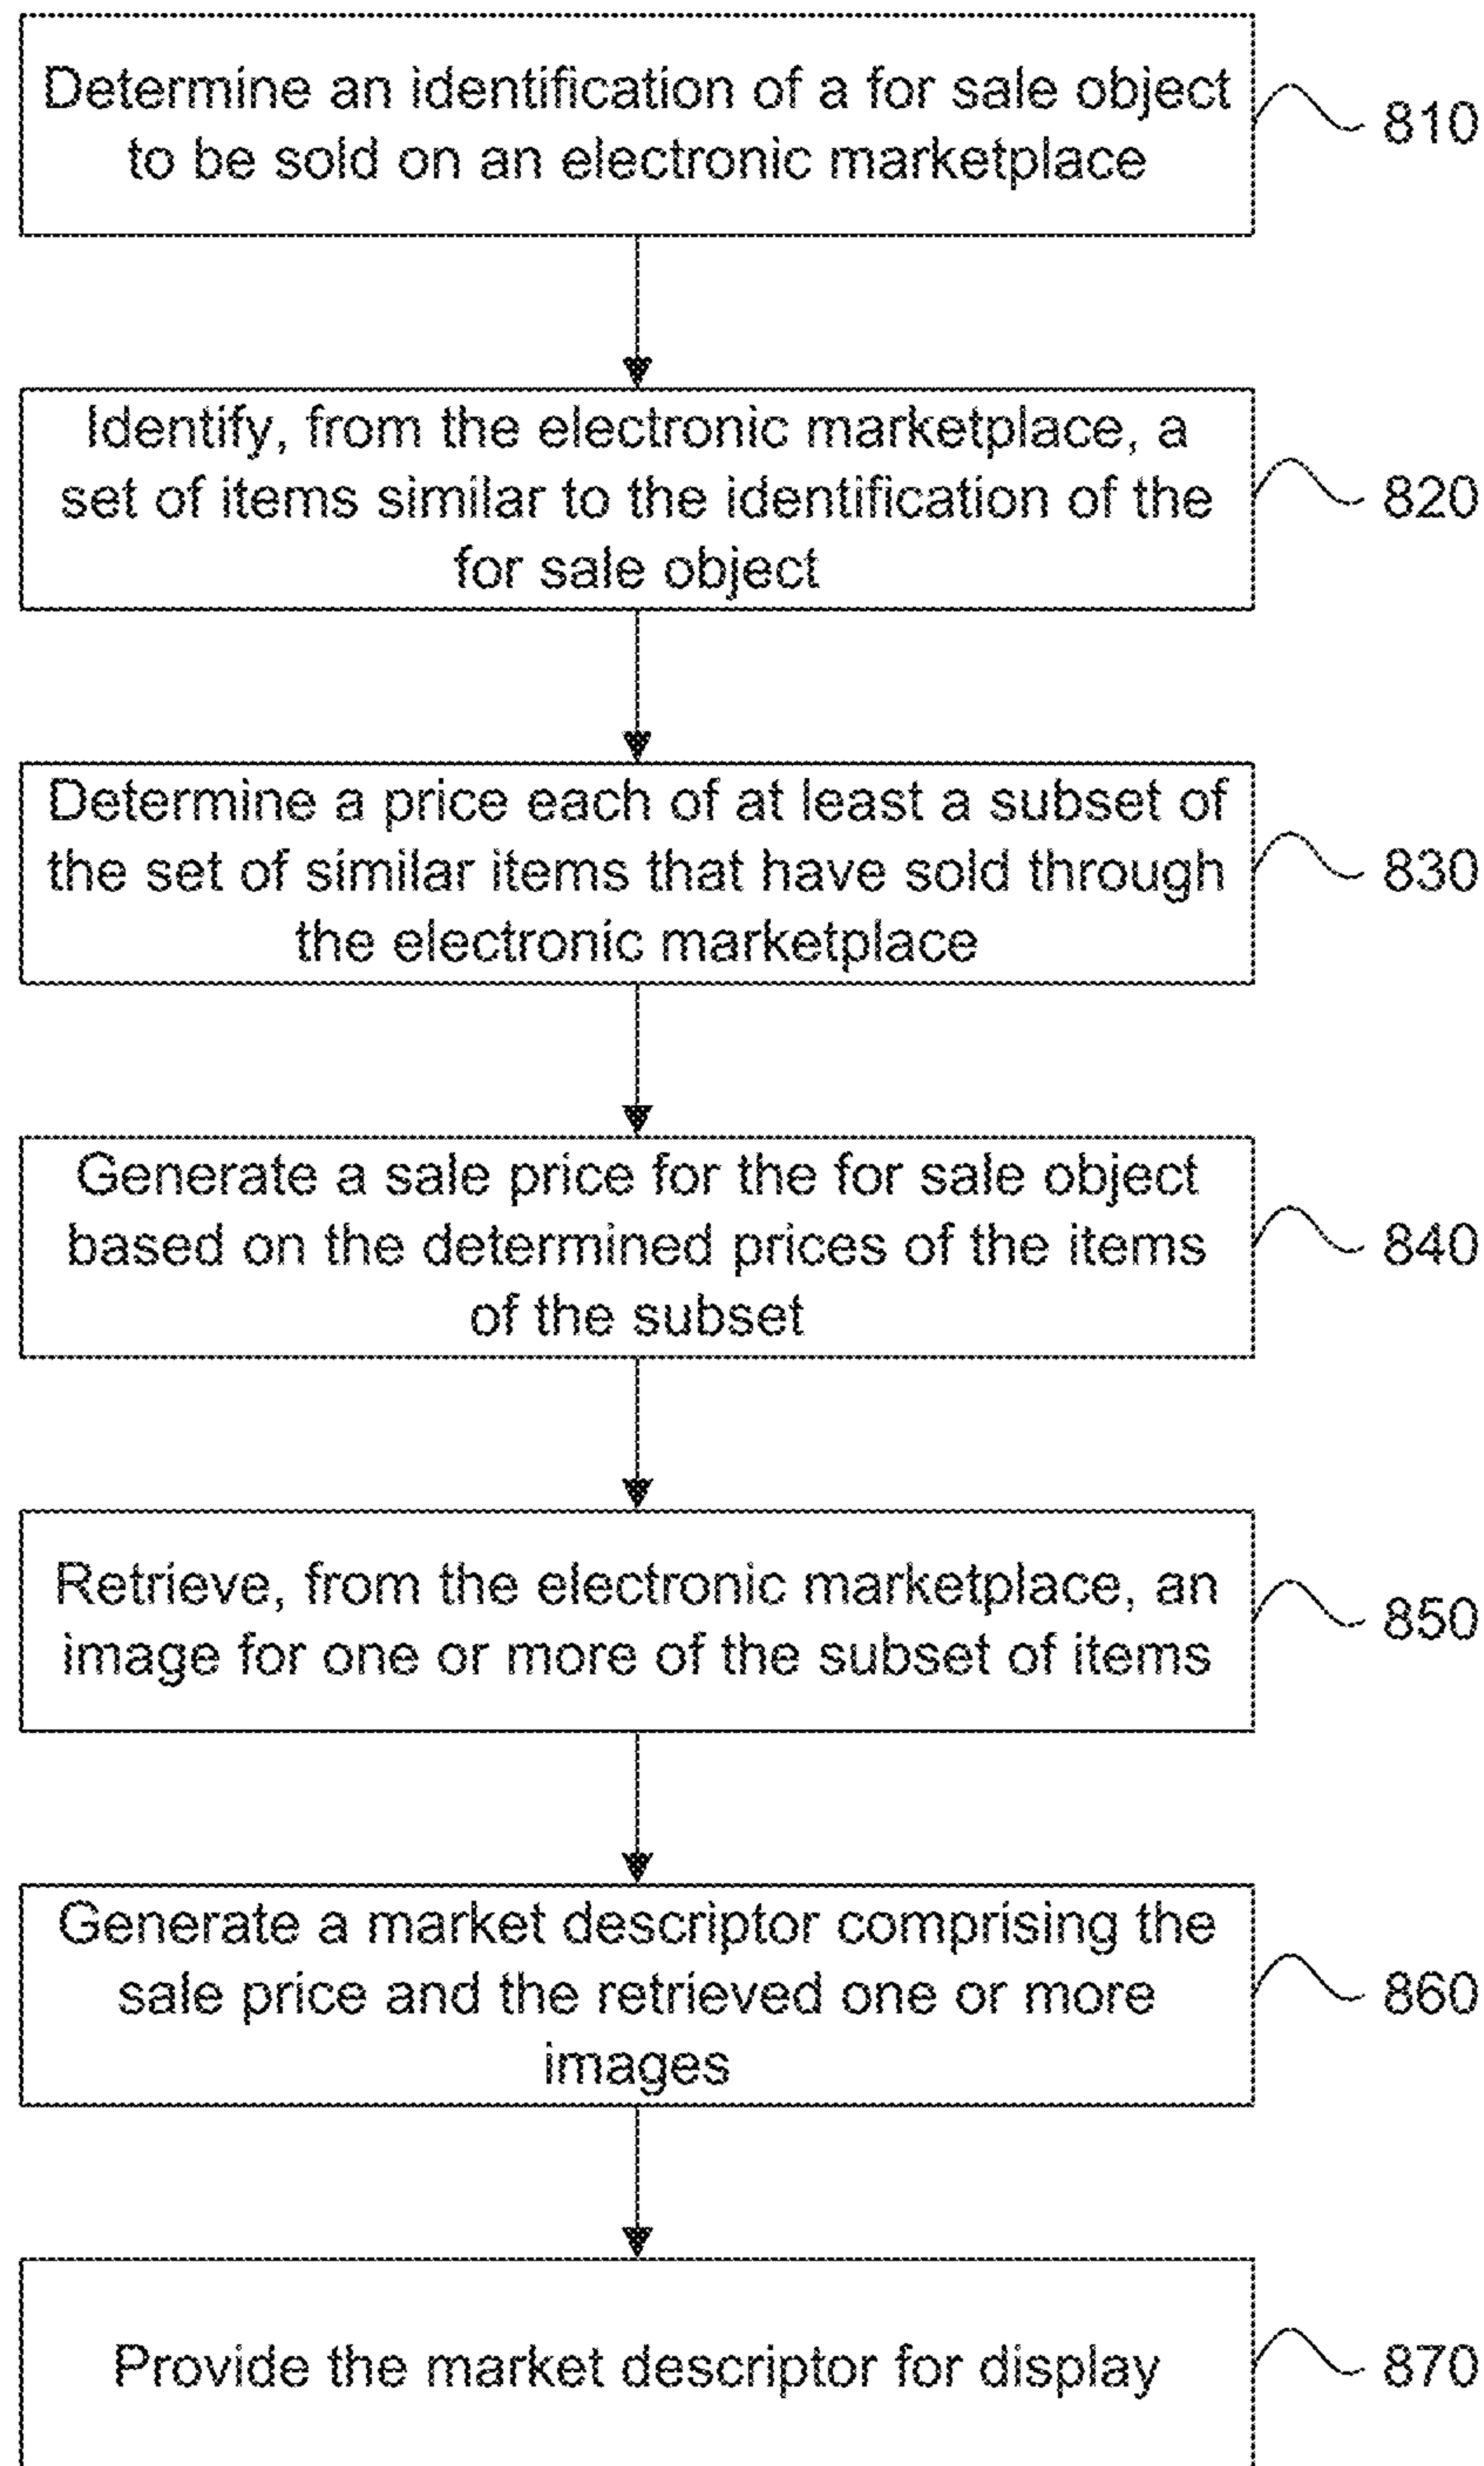 Determine an identification of a for sale object
to be sold on an electronic marketplace
810
Identify, from the electronic marketplace, a
set of items similar to the identification of the
for sale object
820
Determine a price each of at least a subset of
the set of similar items that have sold through
the electronic marketplace
830
Generate a sale price for the for sale object
based on the determined prices of the items
of the subset
840
Retrieve, from the electronic marketplace, an
image for one or more of the subset of items
850
Generate a market descriptor comprising the
sale price and the retrieved one or more
images
860
Provide the market descriptor for display
870